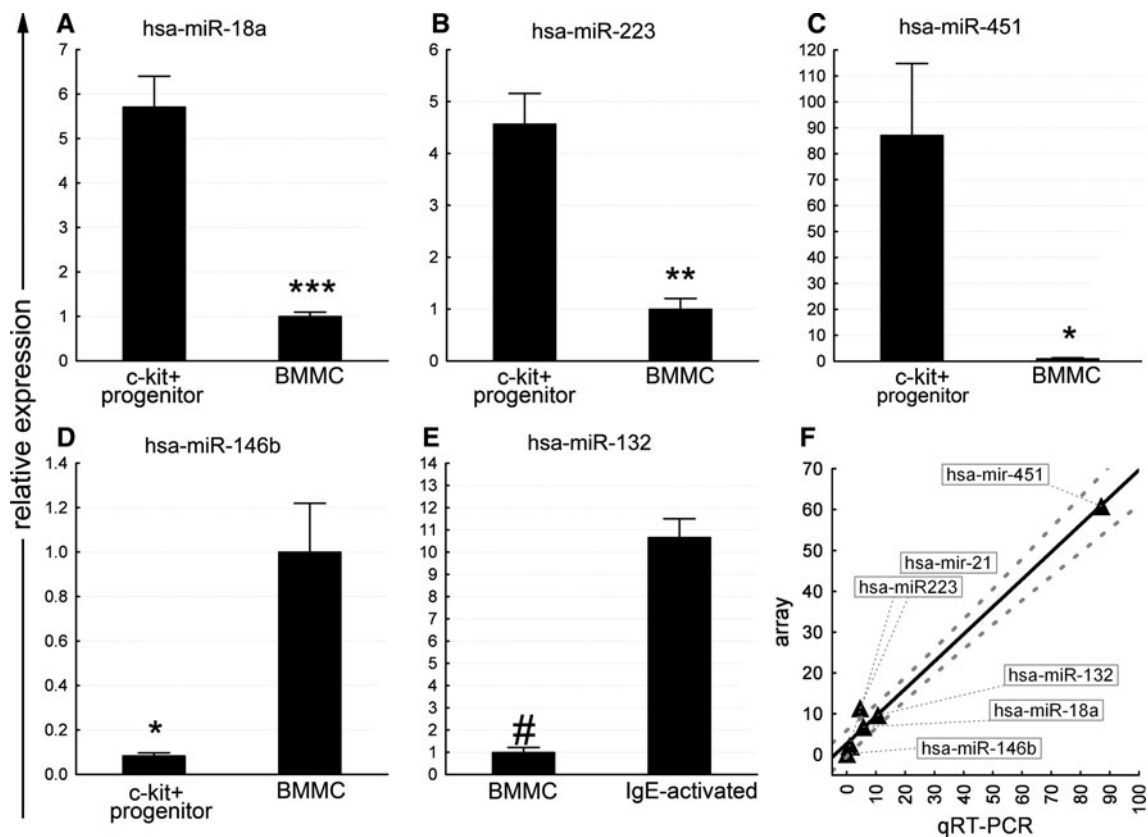 relative expression
A
hsa-miR-18a
7
6
5
4
3
2
1
0
***
c-kit+
progenitor
BMMC
B
hsa-miR-223
6
5
4
3
2
1
0
**
c-kit+
progenitor
BMMC
C
hsa-miR-451
120
110
100
90
80
70
60
50
40
30
20
10
0
*
c-kit+
progenitor
BMMC
D
hsa-miR-146b
1.4
1.2
1.0
0.8
0.6
0.4
0.2
0.0
*
c-kit+
progenitor
BMMC
E
hsa-miR-132
14
13
12
11
10
9
8
7
6
5
4
3
2
1
0
#
BMMC
IgE-activated
F
array
70
60
50
40
30
20
10
0
hsa-mir-451
hsa-mir-21
hsa-miR223
hsa-miR-132
hsa-miR-18a
hsa-miR-146b
0
10
20
30
40
50
60
70
80
90
100
qRT-PCR